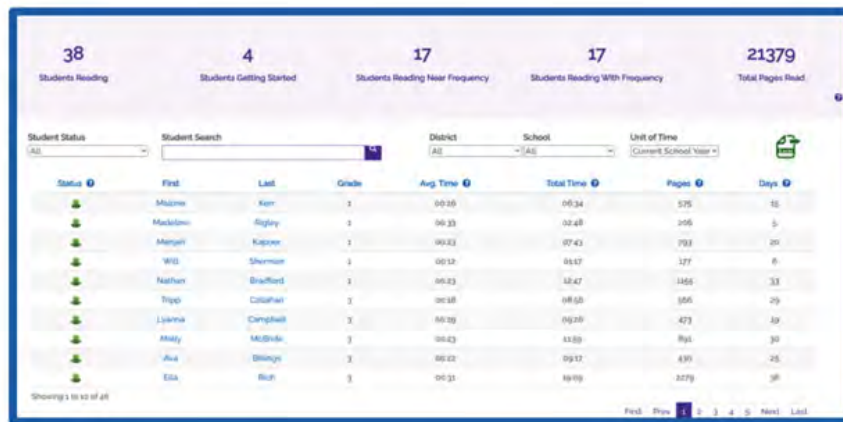 38 4 17 17 21379
Students Reading Students Getting Started Students Reading Near Frequency Students Reading With Frequency Total Pages Read
Student Status Student Search District School Unit of Time
All All All Current School Year
Status First Last Grade Avg. Time Total Time Pages Days
Kerr 1 00:26 06:34 575 15
Madeline Rigley 1 00:33 02:48 206 5
Kapoor 1 00:23 07:43 793 20
Will Sherman 1 00:12 01:17 177 6
Nathan Bradford 1 00:23 12:47 1155 33
Tripp Callahan 3 00:18 08:56 566 29
Lyanna Campbell 3 00:29 09:26 473 19
Molly McBride 3 00:23 11:59 891 30
Ava Billings 3 00:22 09:17 430 25
Ella Rich 3 00:31 19:09 2279 36
Showing 1 to 10 of 46
First Prev 1 2 3 4 5 Next Last